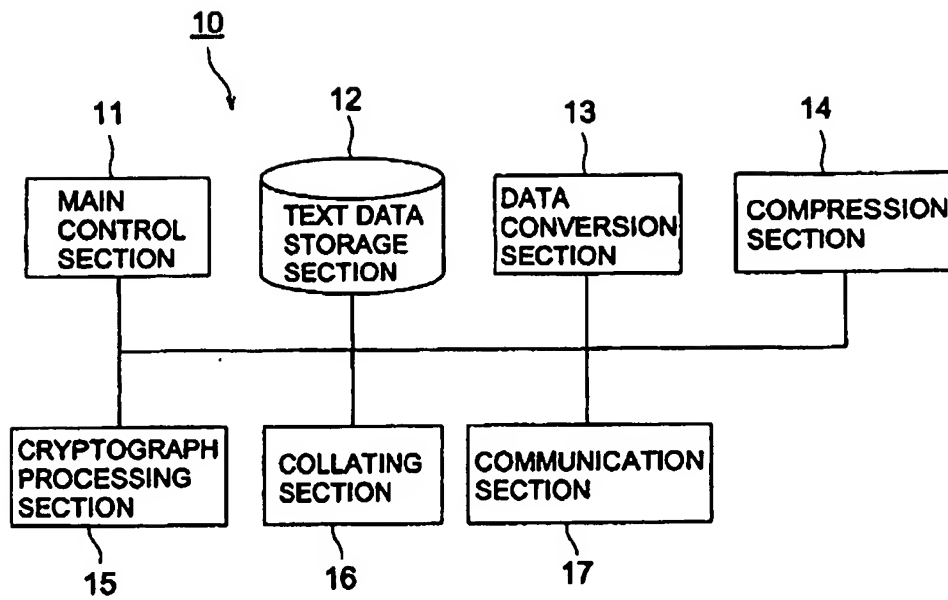 10
11
12
13
14
MAIN
CONTROL
SECTION
TEXT DATA
STORAGE
SECTION
DATA
CONVERSION
SECTION
COMPRESSION
SECTION
CRYPTOGRAPH
PROCESSING
SECTION
COLLATING
SECTION
COMMUNICATION
SECTION
15
16
17